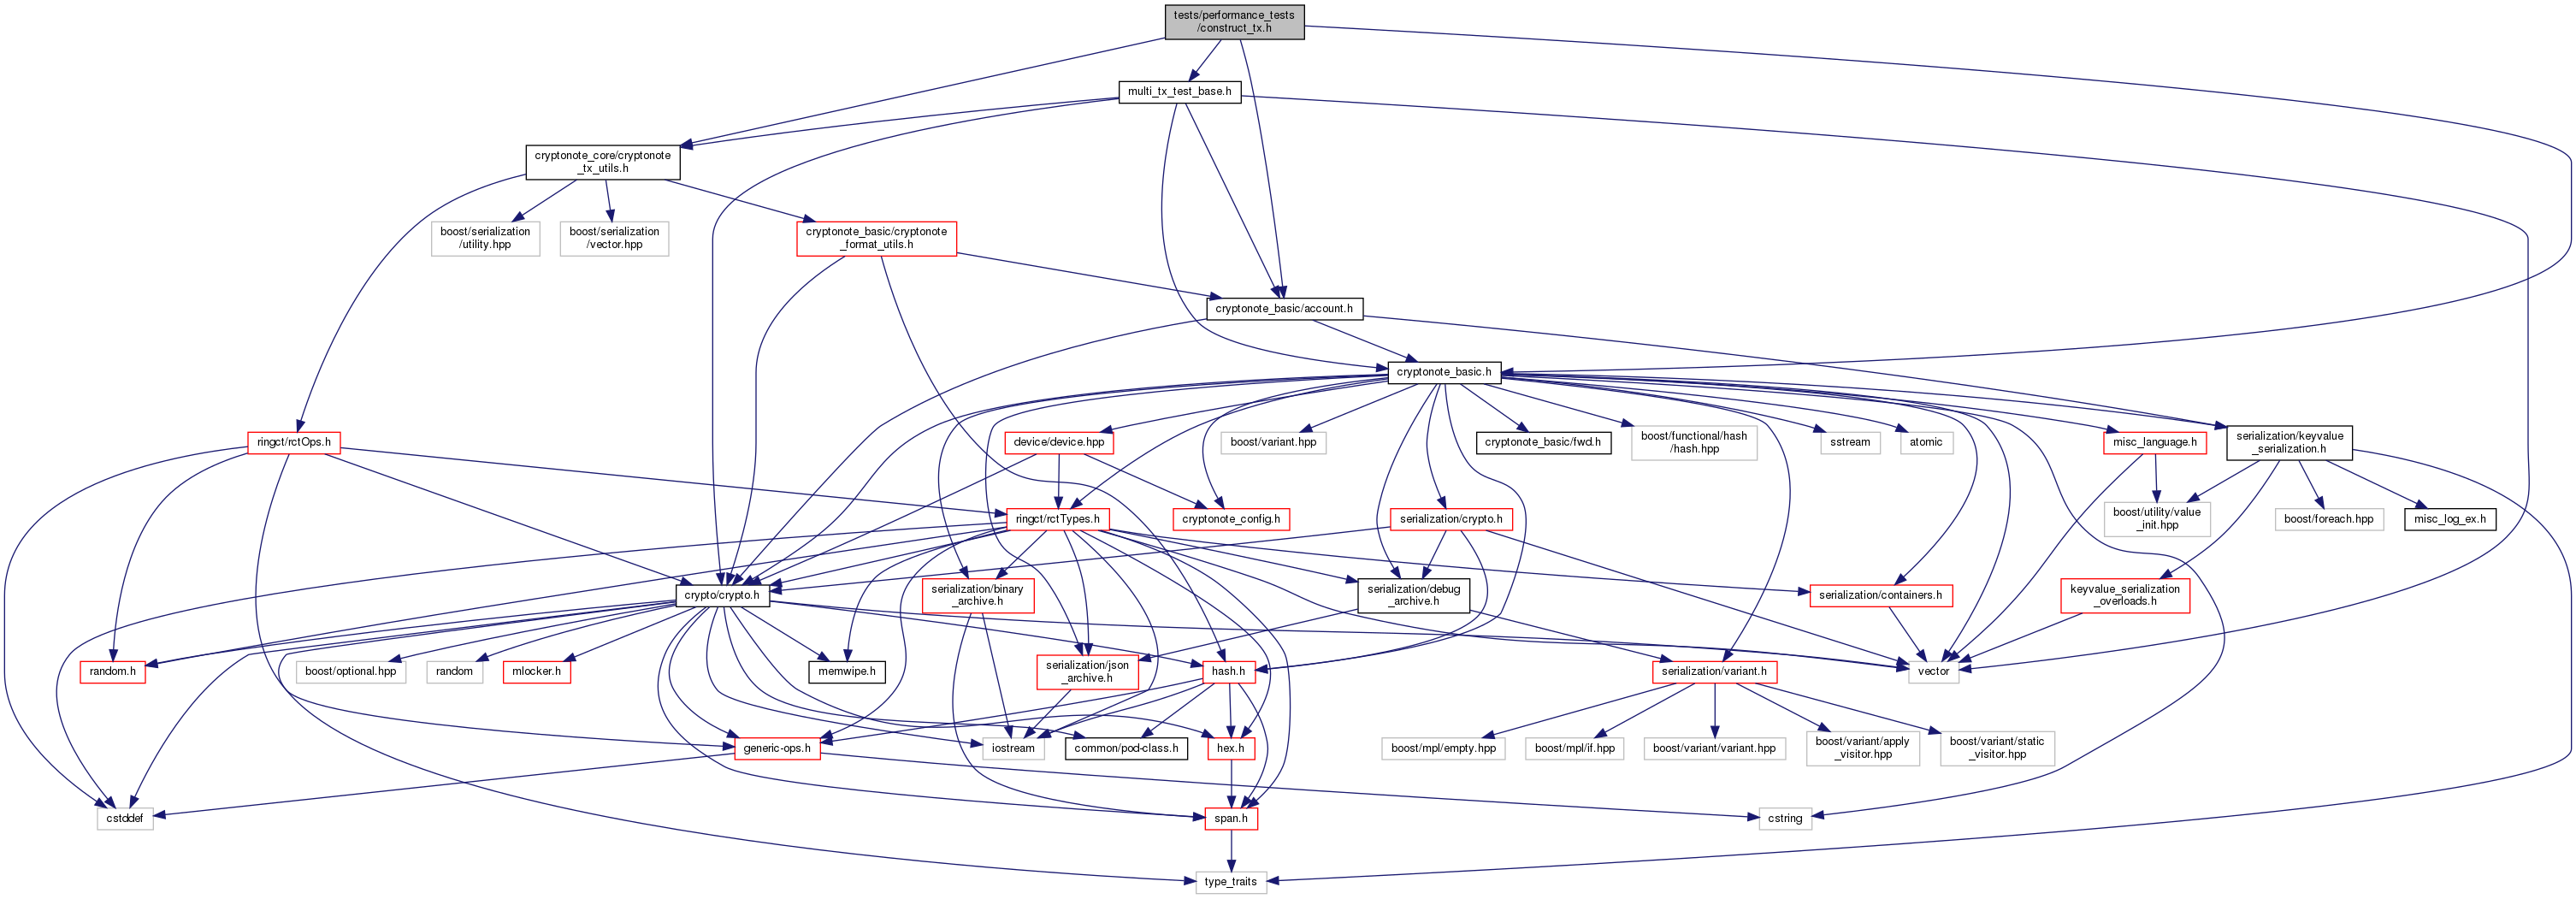 tests/performance_tests
/construct_tx.h
multi_tx_test_base.h
cryptonote_core/cryptonote
_tx_utils.h
boost/serialization
/utility.hpp
boost/serialization
/vector.hpp
cryptonote_basic/cryptonote
_format_utils.h
cryptonote_basic/account.h
cryptonote_basic.h
ringct/rctOps.h
device/device.hpp
boost/variant.hpp
cryptonote_basic/fwd.h
boost/functional/hash
/hash.hpp
sstream
atomic
misc_language.h
serialization/keyvalue
_serialization.h
ringct/rctTypes.h
cryptonote_config.h
serialization/crypto.h
boost/utility/value
_init.hpp
boost/foreach.hpp
misc_log_ex.h
crypto/crypto.h
serialization/binary
_archive.h
serialization/debug
_archive.h
serialization/containers.h
keyvalue_serialization
_overloads.h
random.h
boost/optional.hpp
random
mlocker.h
memwipe.h
serialization/json
_archive.h
hash.h
serialization/variant.h
vector
generic-ops.h
iostream
common/pod-class.h
hex.h
boost/mpl/empty.hpp
boost/mpl/if.hpp
boost/variant/variant.hpp
boost/variant/apply
_visitor.hpp
boost/variant/static
_visitor.hpp
cstddef
span.h
cstring
type_traits